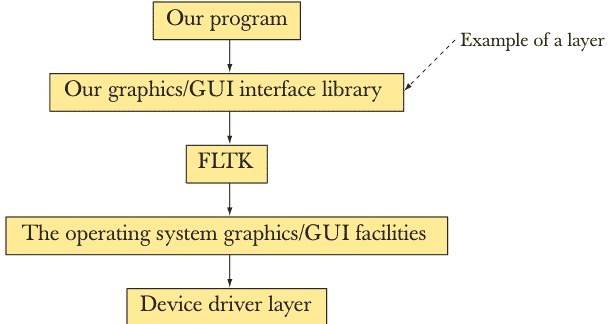 Our program
Example of a layer
Our graphics/GUI interface library
FLTK
The operating system graphics/GUI facilities
Device driver layer